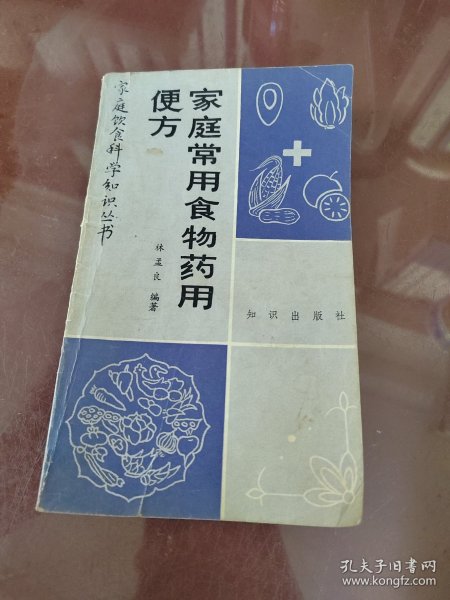 家庭饮食科学知识丛书
家庭常用食物药用
便方
林孟良 编著
知识出版社
孔夫子旧书网
www.kongfz.com